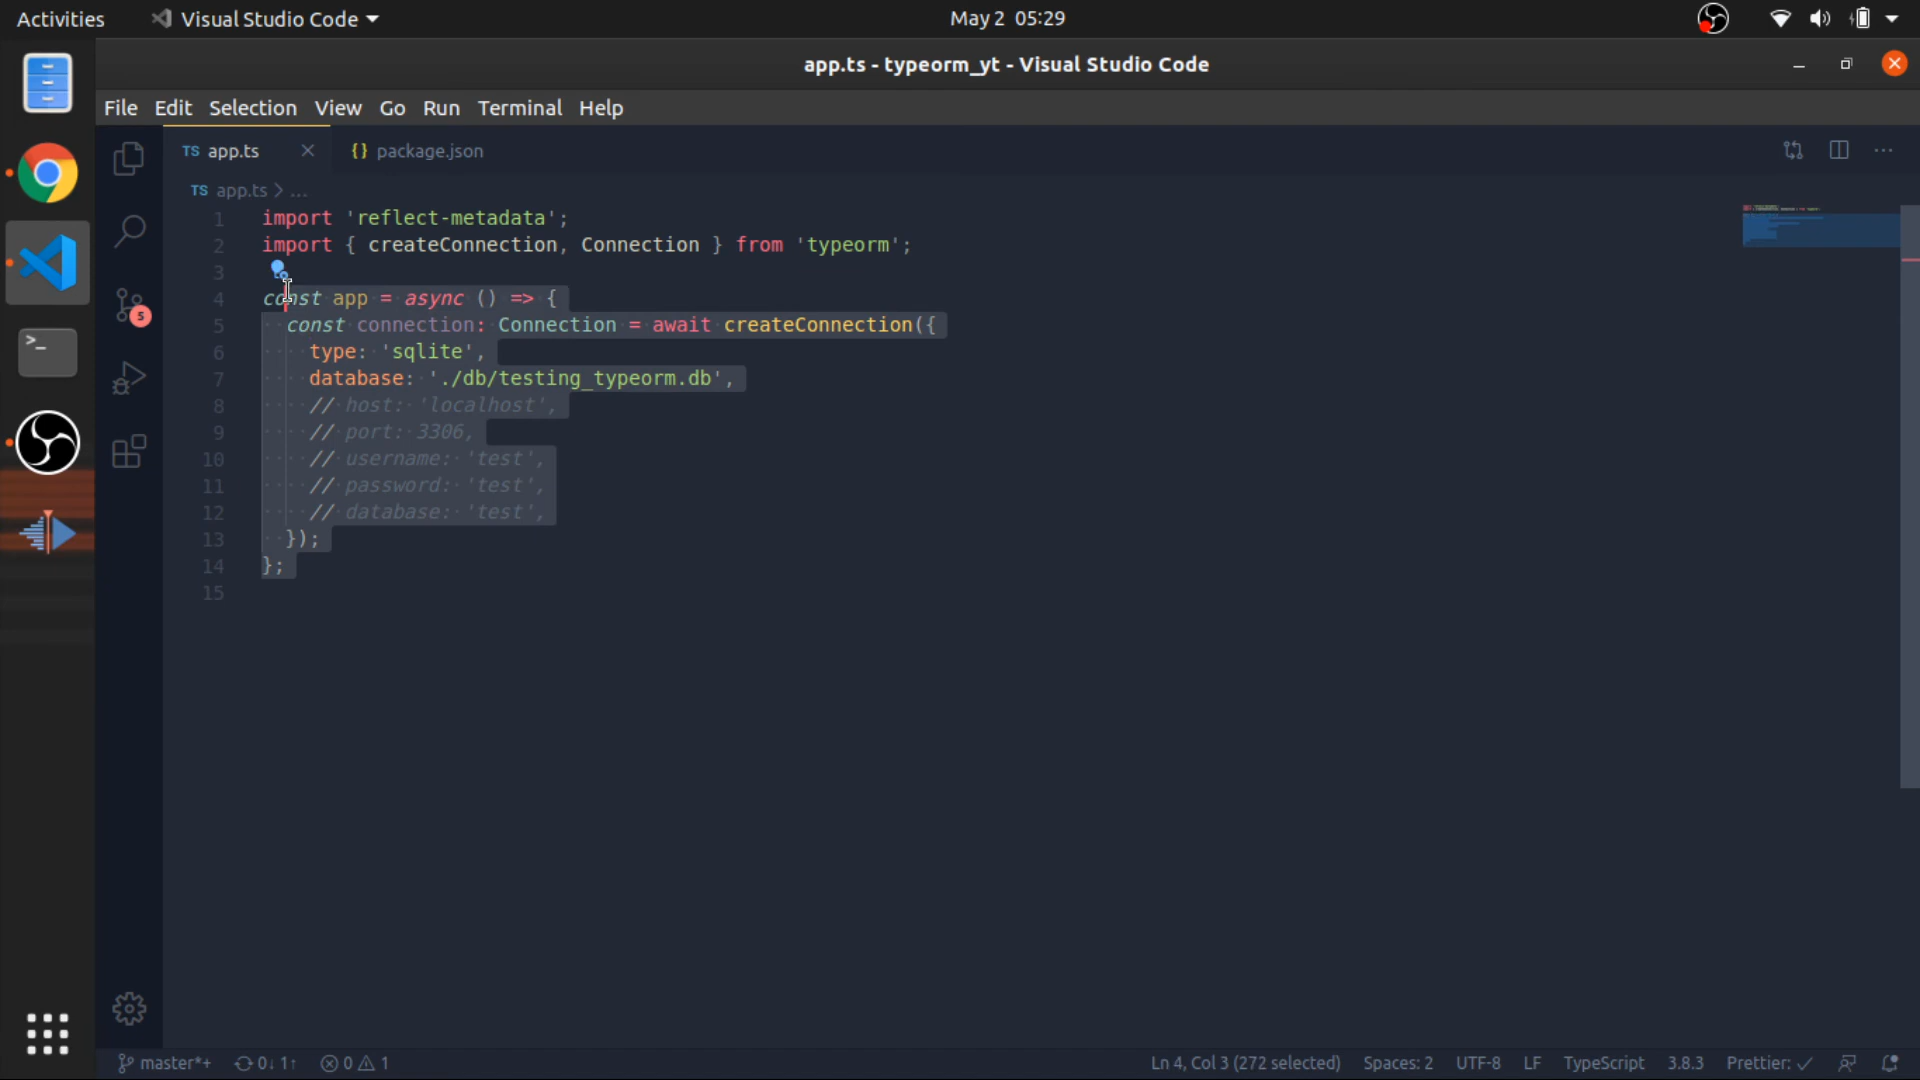 Activities
Visual Studio Code
May 2 05:29
app.ts - typeorm_yt - Visual Studio Code
File Edit Selection View Go Run Terminal Help
TS app.ts
{} package.json
TS app.ts > ...
1 import 'reflect-metadata';
2 import { createConnection, Connection } from 'typeorm';
3
4 const app = async () => {
5 const connection: Connection = await createConnection({
6 type: 'sqlite',
7 database: './db/testing_typeorm.db',
8 // host: 'localhost',
9 // port: 3306,
10 // username: 'test',
11 // password: 'test',
12 // database: 'test',
13 });
14 };
15
5
>_
master*+ 0↓ 1↑ 0 1 Ln 4, Col 3 (272 selected) Spaces: 2 UTF-8 LF TypeScript 3.8.3 Prettier: ✓